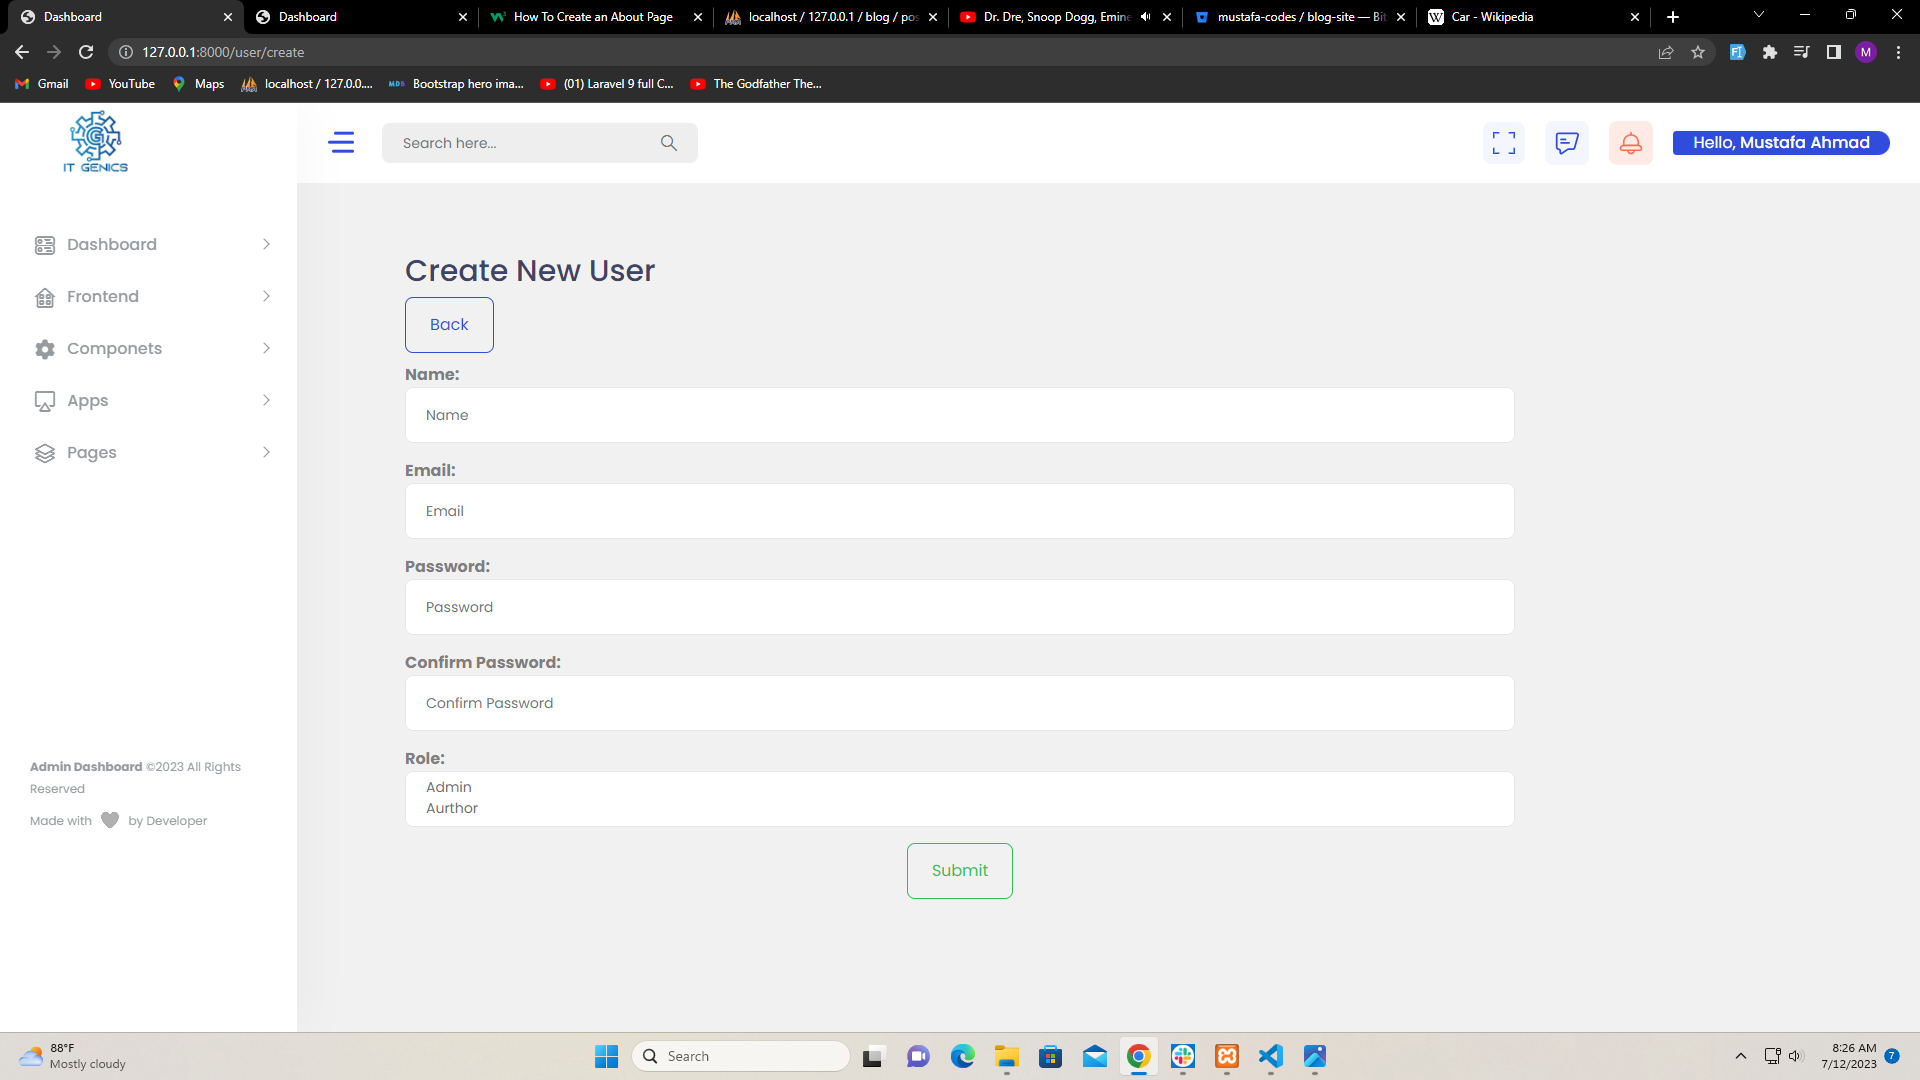 Dashboard
Dashboard
How To Create an About Page
localhost / 127.0.0.1 / blog / pos
Dr. Dre, Snoop Dogg, Emine
mustafa-codes / blog-site — Bit
Car - Wikipedia
127.0.0.1:8000/user/create
M
Gmail
YouTube
Maps
localhost / 127.0.0....
MDB
Bootstrap hero ima...
(01) Laravel 9 full C...
The Godfather The...
IT GENICS
Search here...
Hello, Mustafa Ahmad
Dashboard
Frontend
Componets
Apps
Pages
Admin Dashboard ©2023 All Rights
Reserved
Made with
by Developer
Create New User
Back
Name:
Name
Email:
Email
Password:
Password
Confirm Password:
Confirm Password
Role:
Admin
Aurthor
Submit
88°F
Mostly cloudy
Search
8:26 AM
7/12/2023
7